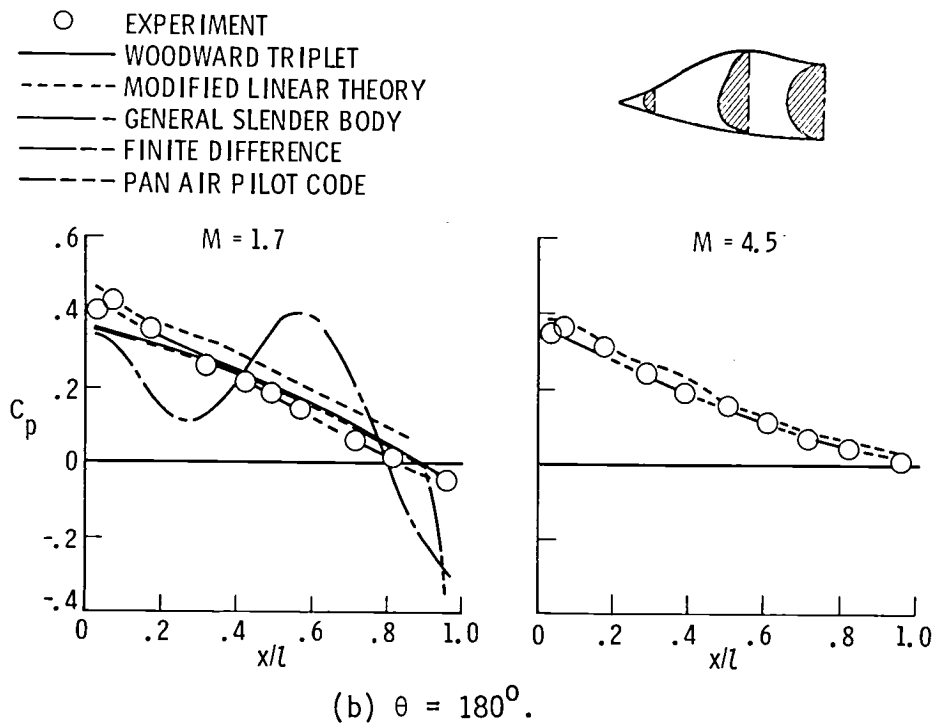 EXPERIMENT
WOODWARD TRIPLET
MODIFIED LINEAR THEORY
GENERAL SLENDER BODY
FINITE DIFFERENCE
PAN AIR PILOT CODE
M = 1.7
M = 4.5
.6
.4
.2
0
-.2
-.4
Cp
0 .2 .4 .6 .8 1.0
x/l
0 .2 .4 .6 .8 1.0
x/l
(b) θ = 180°.